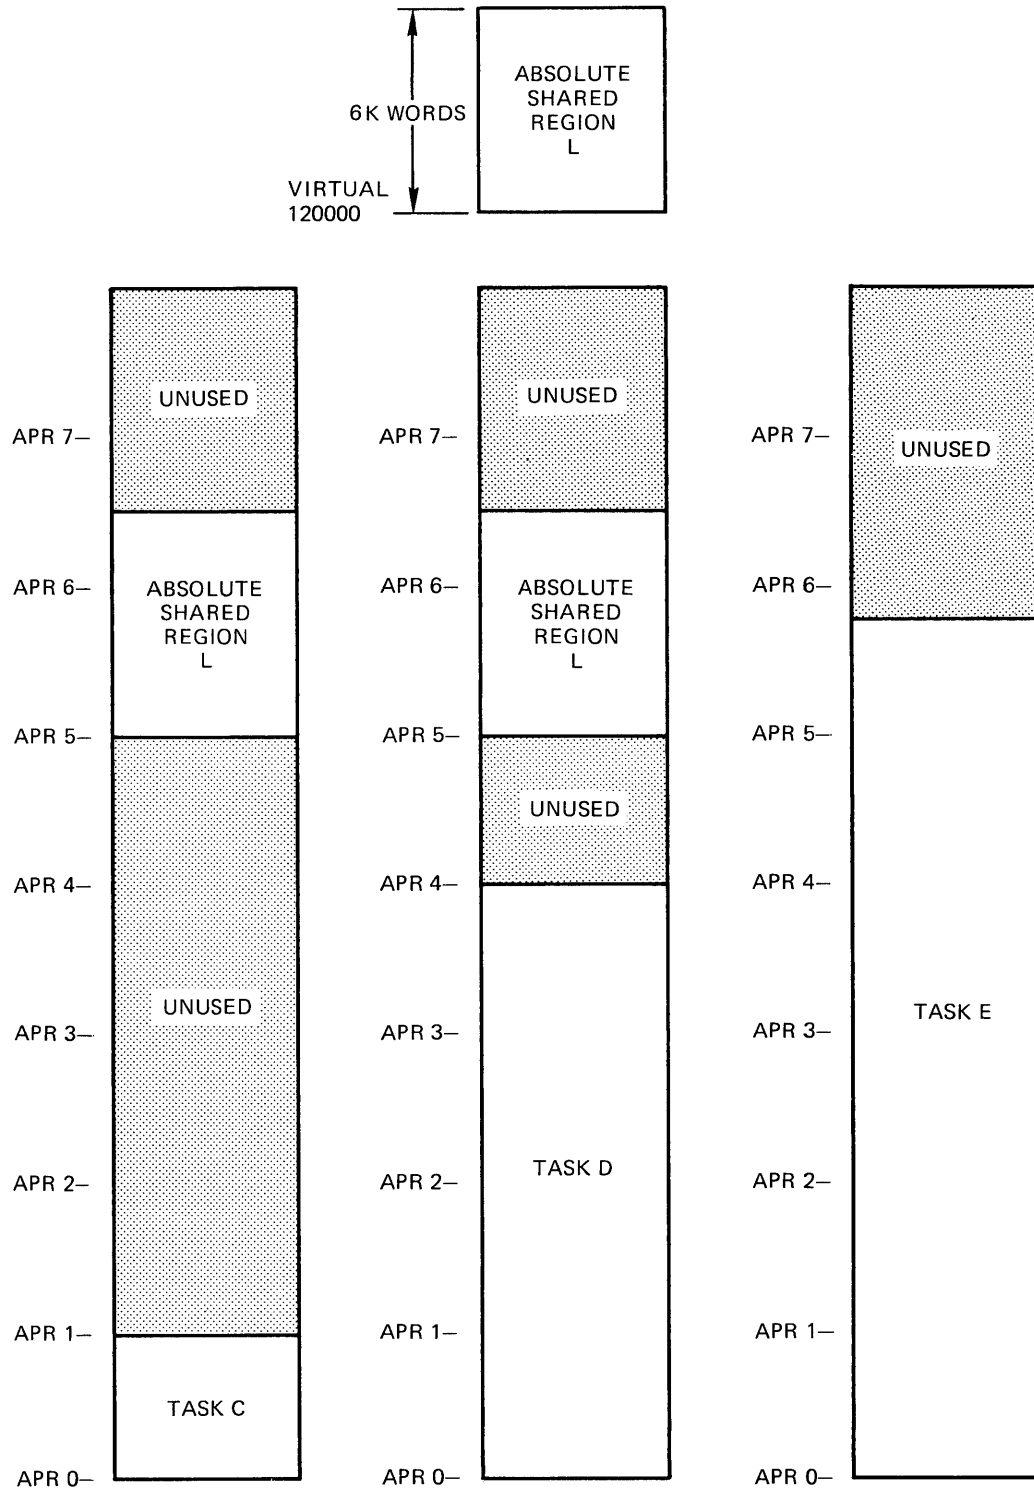 ABSOLUTE
SHARED
REGION
L
6K WORDS
VIRTUAL
120000
UNUSED
APR 7–
ABSOLUTE
SHARED
REGION
L
APR 6–
APR 5–
APR 4–
UNUSED
APR 3–
APR 2–
APR 1–
TASK C
APR 0–
UNUSED
APR 7–
ABSOLUTE
SHARED
REGION
L
APR 6–
APR 5–
UNUSED
APR 4–
APR 3–
TASK D
APR 2–
APR 1–
APR 0–
APR 7–
UNUSED
APR 6–
APR 5–
APR 4–
TASK E
APR 3–
APR 2–
APR 1–
APR 0–